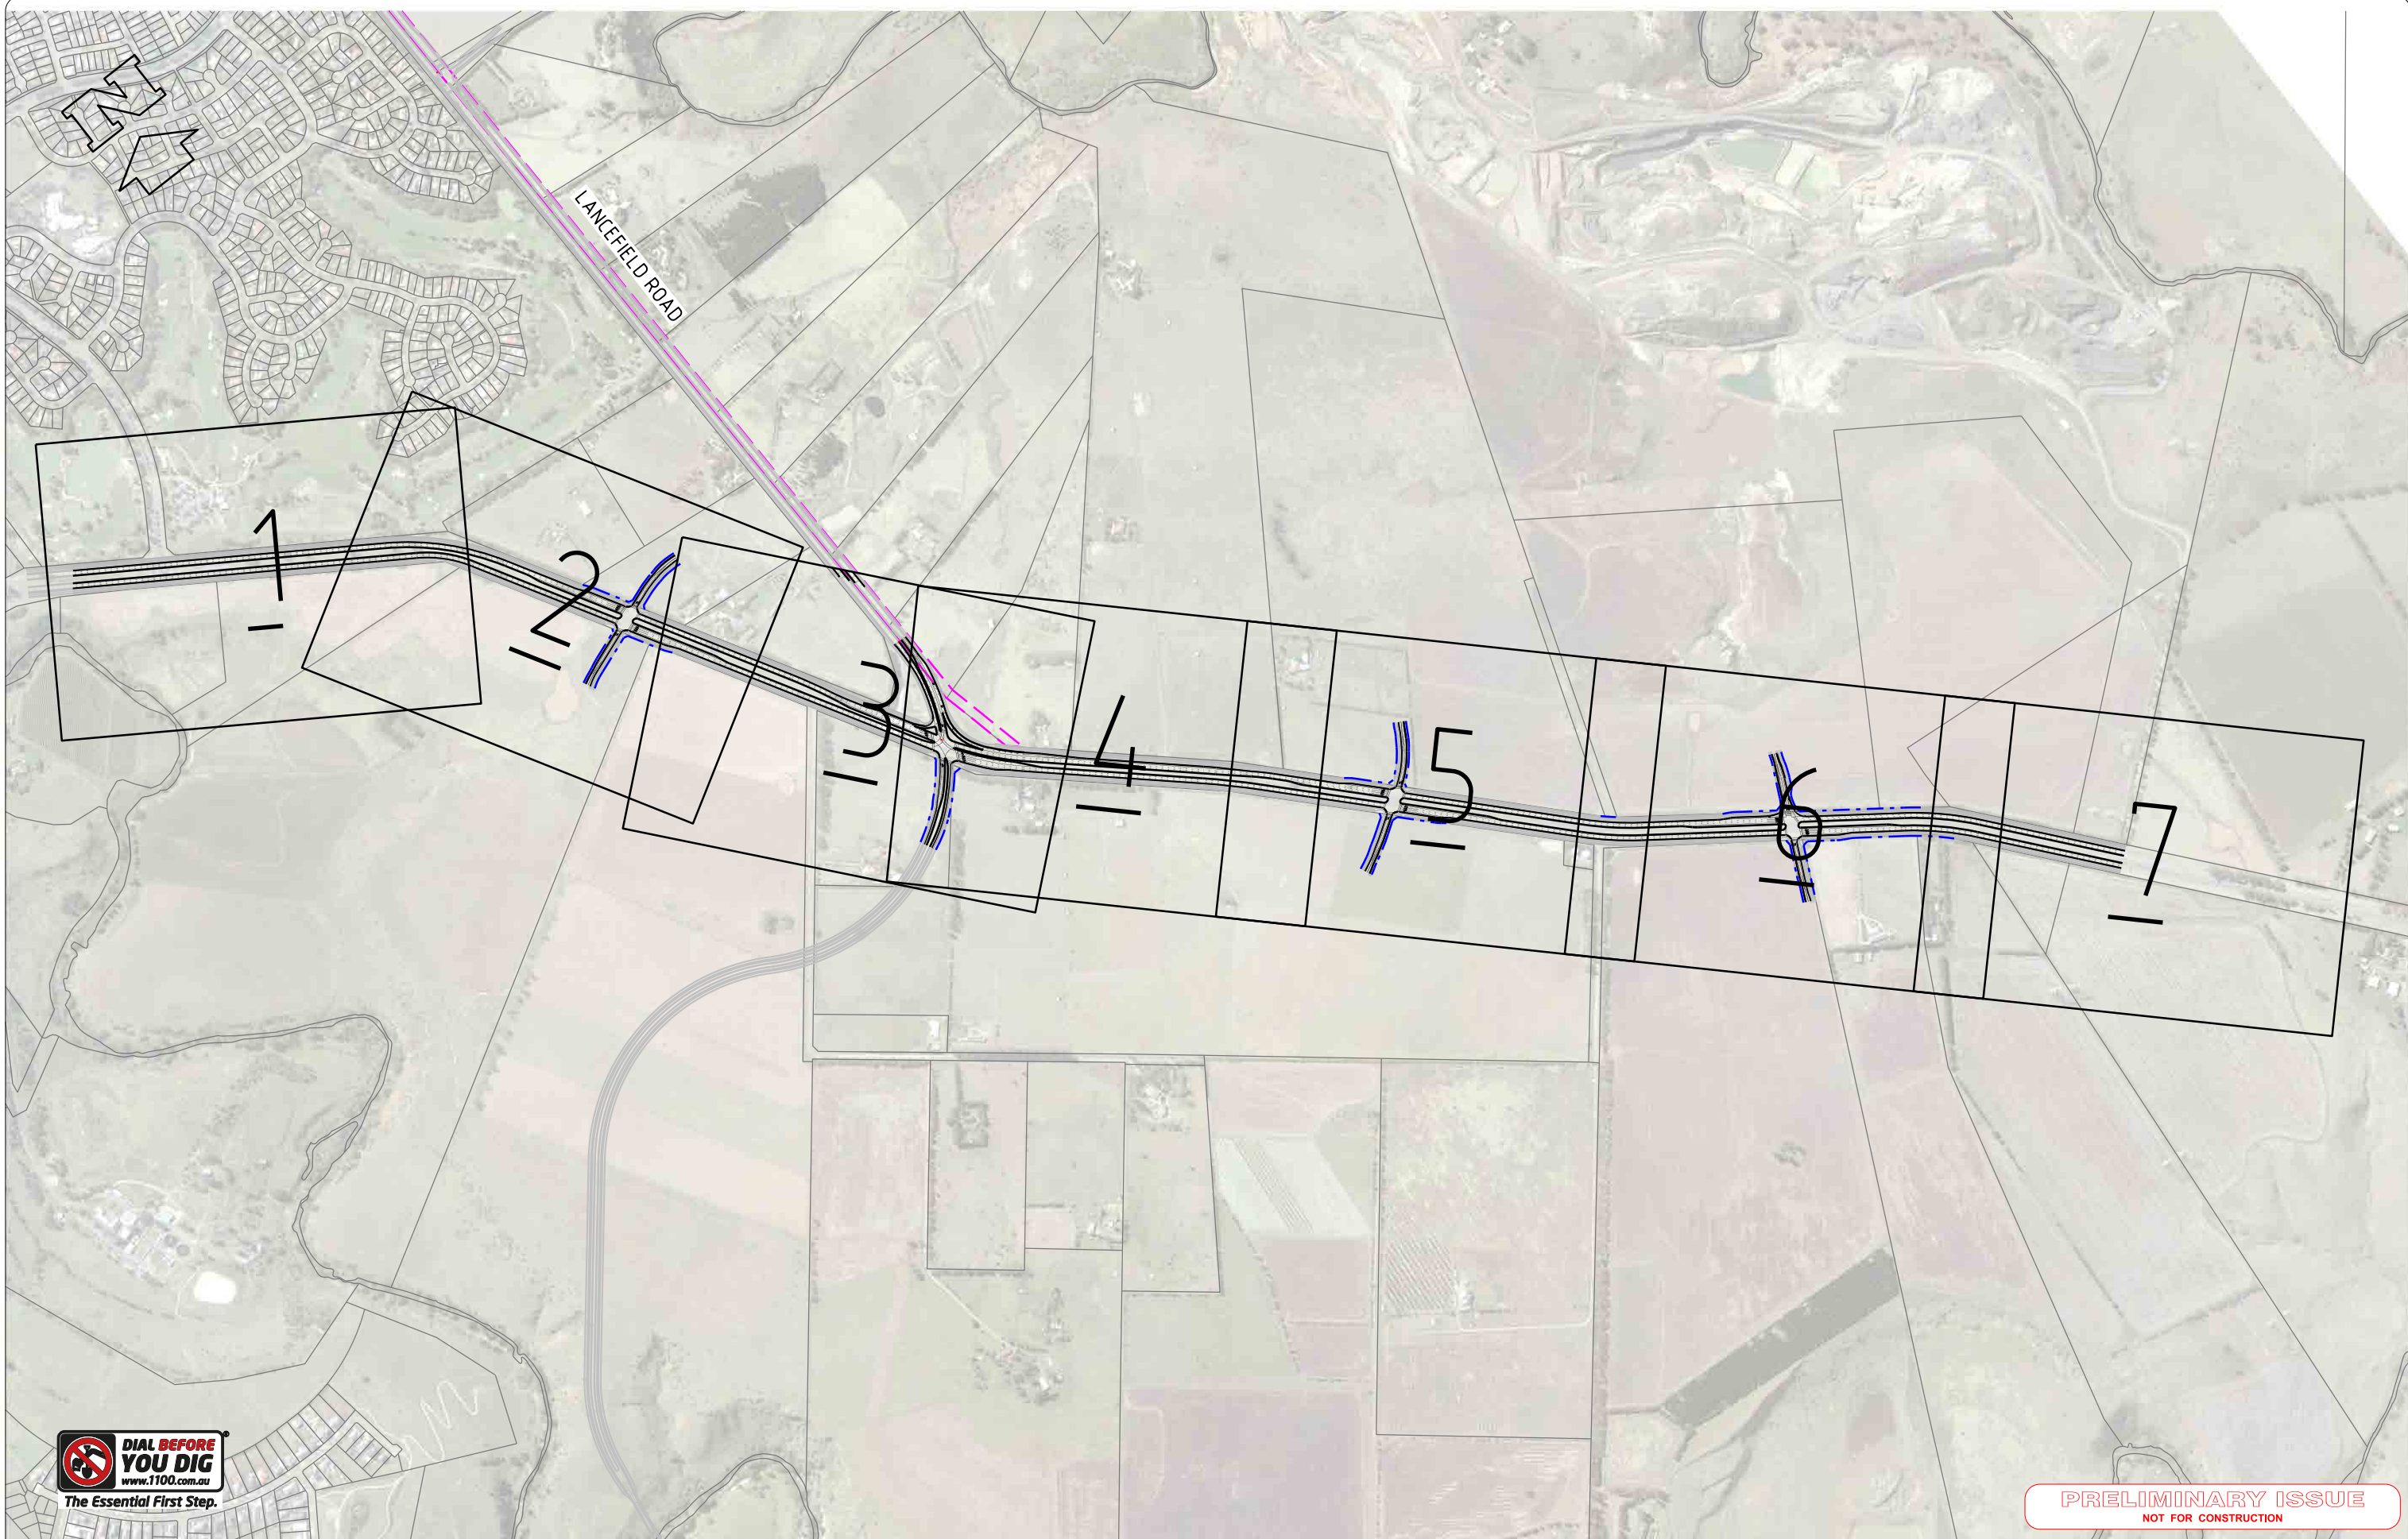 N
LANCEFIELD ROAD
1
2
3
4
5
6
7
DIAL BEFORE
YOU DIG
®
www.1100.com.au
The Essential First Step.
PRELIMINARY ISSUE
NOT FOR CONSTRUCTION